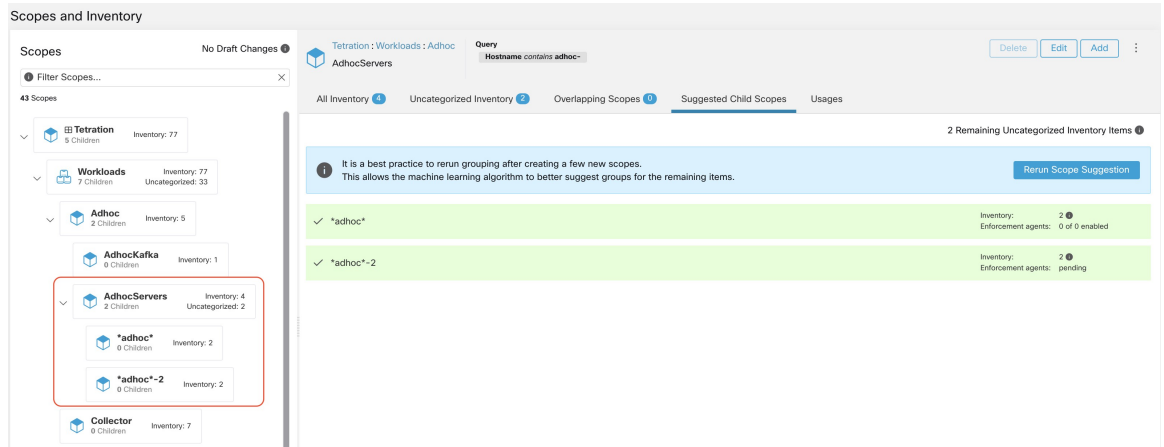 Scopes and Inventory
Scopes
No Draft Changes
Filter Scopes...
43 Scopes
Tetration
5 Children
Inventory: 77
Workloads
7 Children
Inventory: 77
Uncategorized: 33
Adhoc
2 Children
Inventory: 5
AdhocKafka
0 Children
Inventory: 1
AdhocServers
2 Children
Inventory: 4
Uncategorized: 2
*adhoc*
0 Children
Inventory: 2
*adhoc*-2
0 Children
Inventory: 2
Collector
0 Children
Inventory: 7
Tetration : Workloads : Adhoc
AdhocServers
Query
Hostname contains adhoc-
Delete
Edit
Add
All Inventory 4
Uncategorized Inventory 2
Overlapping Scopes 0
Suggested Child Scopes
Usages
2 Remaining Uncategorized Inventory Items
It is a best practice to rerun grouping after creating a few new scopes.
This allows the machine learning algorithm to better suggest groups for the remaining items.
Rerun Scope Suggestion
*adhoc*
Inventory: 2
Enforcement agents: 0 of 0 enabled
*adhoc*-2
Inventory: 2
Enforcement agents: pending